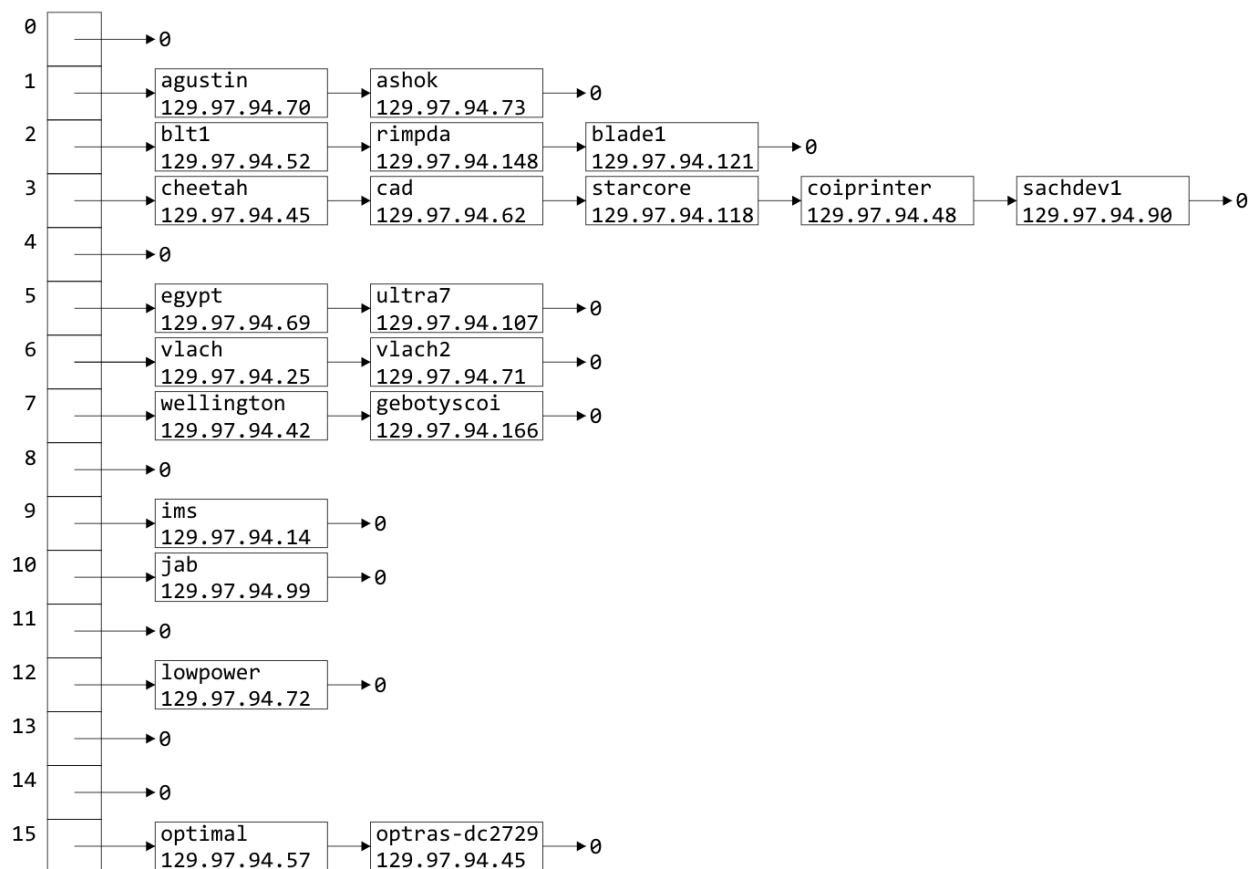 0
0
1
agustin
129.97.94.70
ashok
129.97.94.73
0
2
blt1
129.97.94.52
rimpda
129.97.94.148
blade1
129.97.94.121
0
3
cheetah
129.97.94.45
cad
129.97.94.62
starcore
129.97.94.118
coiprinter
129.97.94.48
sachdev1
129.97.94.90
0
4
0
5
egypt
129.97.94.69
ultra7
129.97.94.107
0
6
vlach
129.97.94.25
vlach2
129.97.94.71
0
7
wellington
129.97.94.42
gebotyscoi
129.97.94.166
0
8
0
9
ims
129.97.94.14
0
10
jab
129.97.94.99
0
11
0
12
lowpower
129.97.94.72
0
13
0
14
0
15
optimal
129.97.94.57
optras-dc2729
129.97.94.45
0